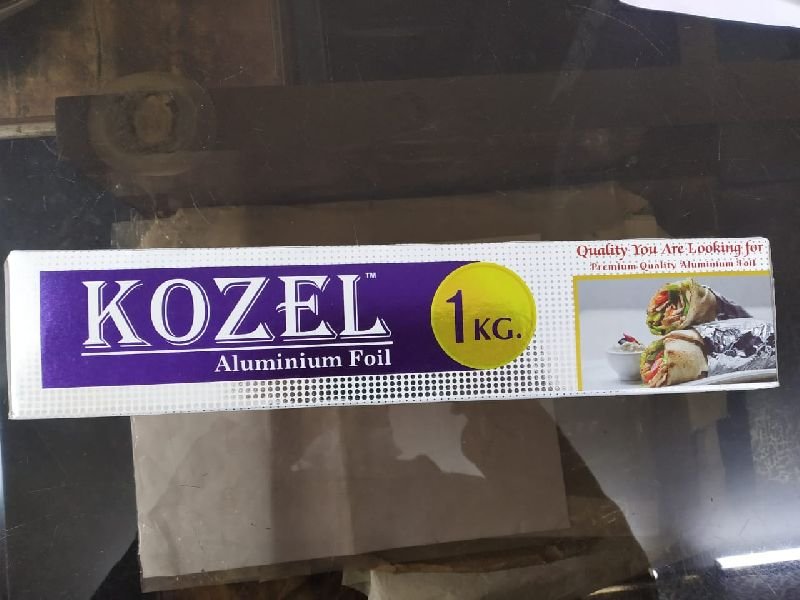 KOZEL™
Aluminium Foil
1 KG.
Quality You Are Looking for
Premium Quality Aluminium Foil